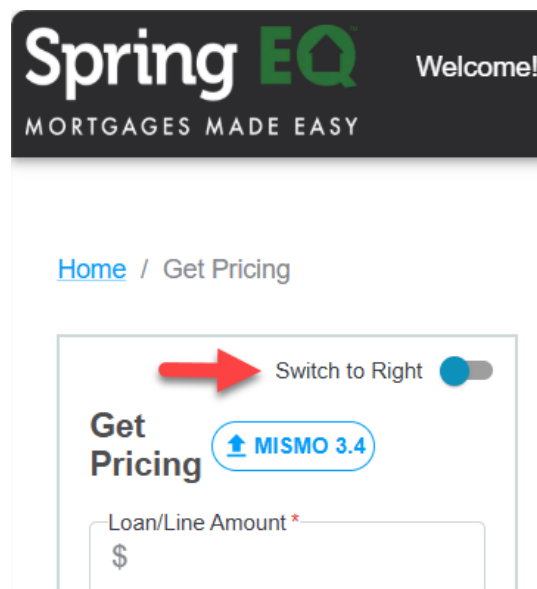 Spring EQ™
Welcome!
MORTGAGES MADE EASY
Home / Get Pricing
Switch to Right
Get
Pricing
MISMO 3.4
Loan/Line Amount *
$